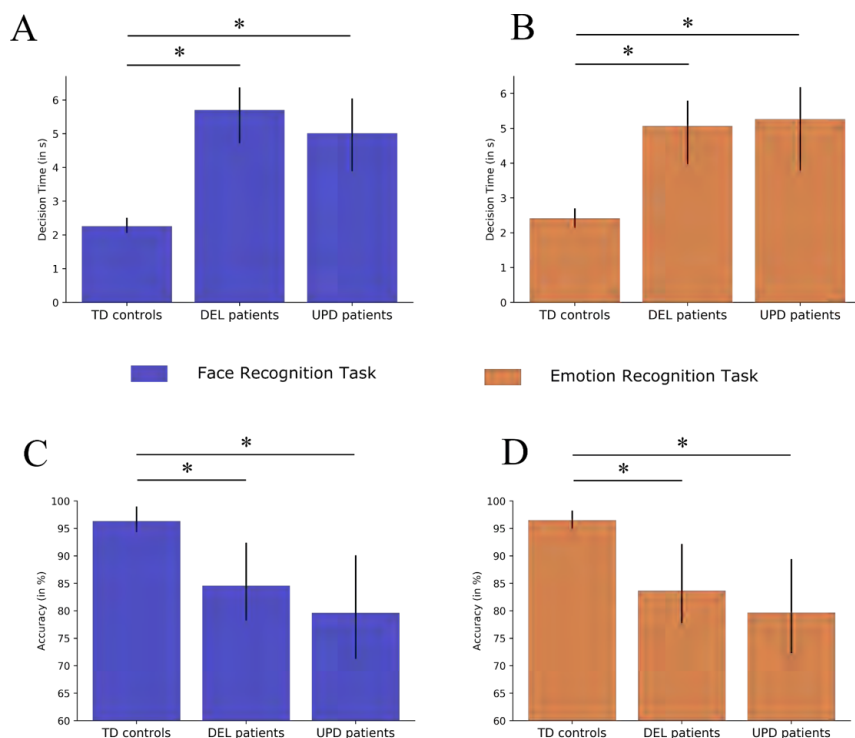 A
B
*
*
*
*
Decision Time (in s)
6
5
4
3
2
1
0
TD controls DEL patients UPD patients
Decision Time (in s)
6
5
4
3
2
1
0
TD controls DEL patients UPD patients
Face Recognition Task
Emotion Recognition Task
C
D
*
*
*
*
Accuracy (in %)
100
95
90
85
80
75
70
65
60
TD controls DEL patients UPD patients
Accuracy (in %)
100
95
90
85
80
75
70
65
60
TD controls DEL patients UPD patients